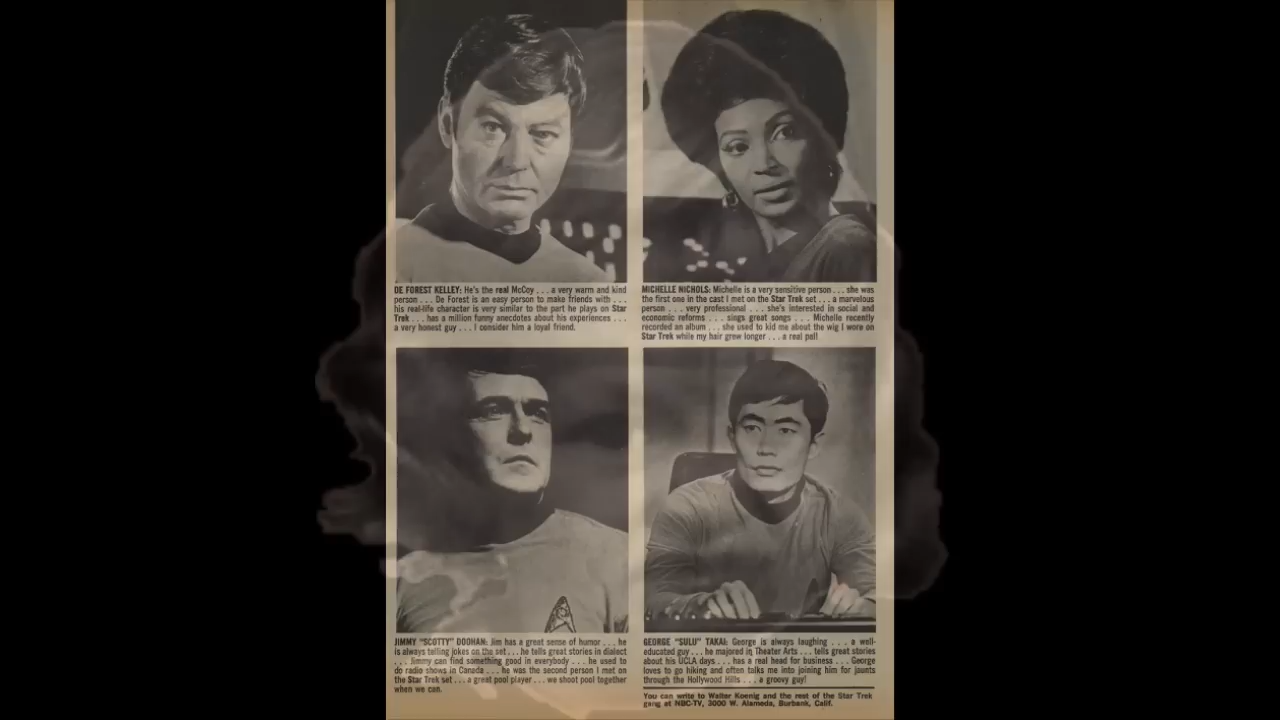 DE FOREST KELLEY: He's the real McCoy . . . a very warm and kind
person . . . De Forest is an easy person to make friends with . . .
his real-life character is very similar to the part he plays on Star
Trek . . . has a million funny anecdotes about his experiences . . .
a very honest guy . . . I consider him a loyal friend.
MICHELLE NICHOLS: Michelle is a very sensitive person . . . she was
the first one in the cast I met on the Star Trek set . . . a marvelous
person . . . very professional . . . she's interested in social and
economic reforms . . . sings great songs . . . Michelle recently
recorded an album . . . she used to kid me about the wig I wore on
Star Trek while my hair grew longer . . . a real pal!
JIMMY "SCOTTY" DOOHAN: Jim has a great sense of humor . . . he
is always telling jokes on the set . . . he tells great stories in dialect
. . . Jimmy can find something good in everybody . . . he used to
do radio shows in Canada . . . he was the second person I met on
the Star Trek set . . . a great pool player . . . we shoot pool together
when we can.
GEORGE "SULU" TAKAI: George is always laughing . . . a well-
educated guy . . . he majored in Theater Arts . . . tells great stories
about his UCLA days . . . has a real head for business . . . George
loves to go hiking and often talks me into joining him for jaunts
through the Hollywood Hills . . . a groovy guy!
You can write to Walter Koenig and the rest of the Star Trek
gang at NBC-TV, 3000 W. Alameda, Burbank, Calif.